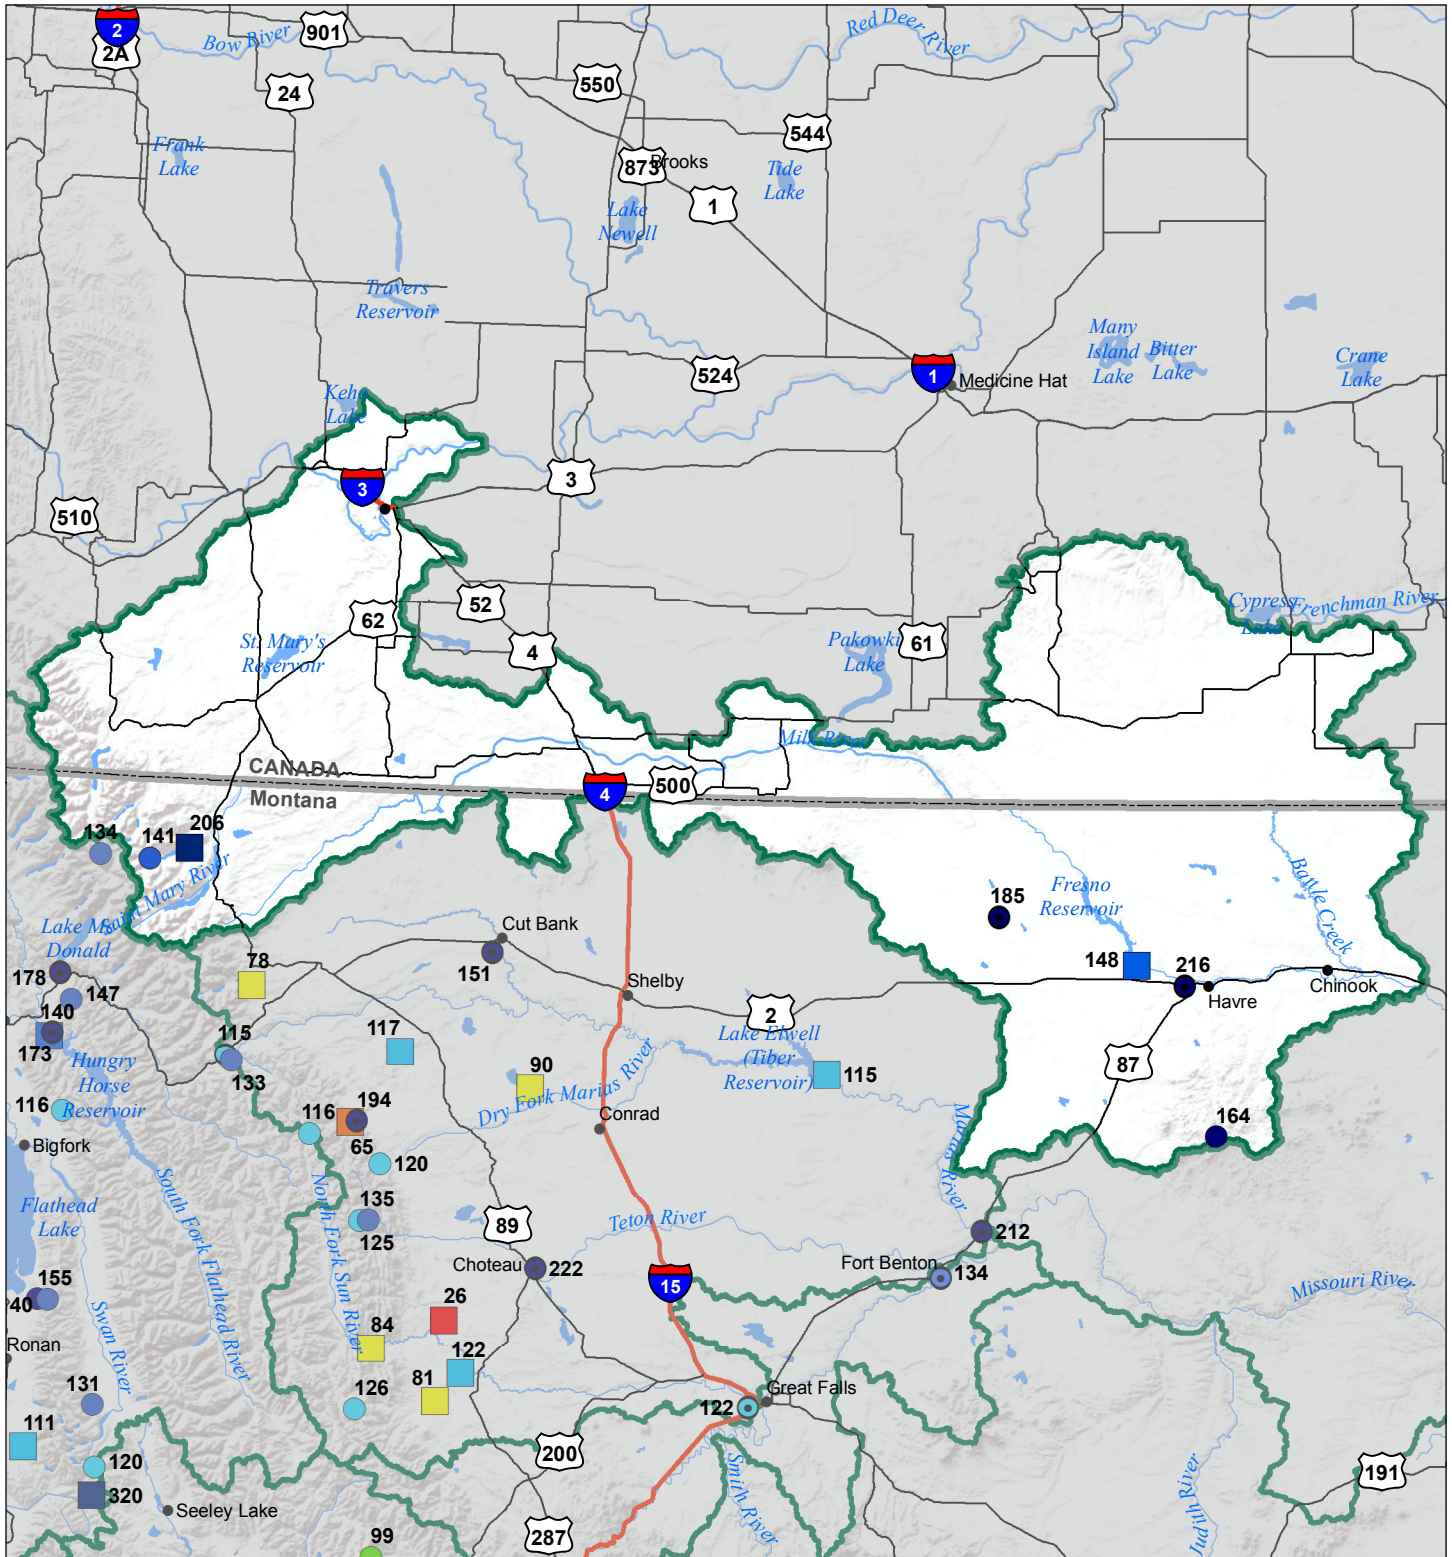 2
2A
Bow River
901
24
550
Red Deer
River
544
Frank
Lake
873
Brooks
Tide
Lake
1
Lake
Newell
Travers
Reservoir
Many
Island
Lake
Bitter
Lake
Crane
Lake
524
1
Medicine Hat
Keho
Lake
3
3
510
52
62
4
St. Mary's
Reservoir
Pakowki
Lake
61
Cypress
Lake
Frenchman River
Milk River
CANADA
Montana
4
500
134
141
206
Saint Mary River
Lake Mc
Donald
185
Fresno
Reservoir
Battle Creek
Cut Bank
151
178
147
78
148
216
Havre
Chinook
Shelby
2
140
173
115
133
117
Lake Elwell
(Tiber
Reservoir)
115
87
Hungry
Horse
Reservoir
90
Dry Fork Marias River
Conrad
116
Bigfork
116
194
65
120
164
Marias River
Flathead
Lake
South Fork Flathead River
North Fork Sun River
135
125
89
Teton River
212
Choteau
222
Fort Benton
134
15
Missouri River
40
155
Swan River
26
84
122
Ronan
131
126
81
122
Great Falls
111
120
320
Seeley Lake
200
Smith River
Judith River
191
99
287